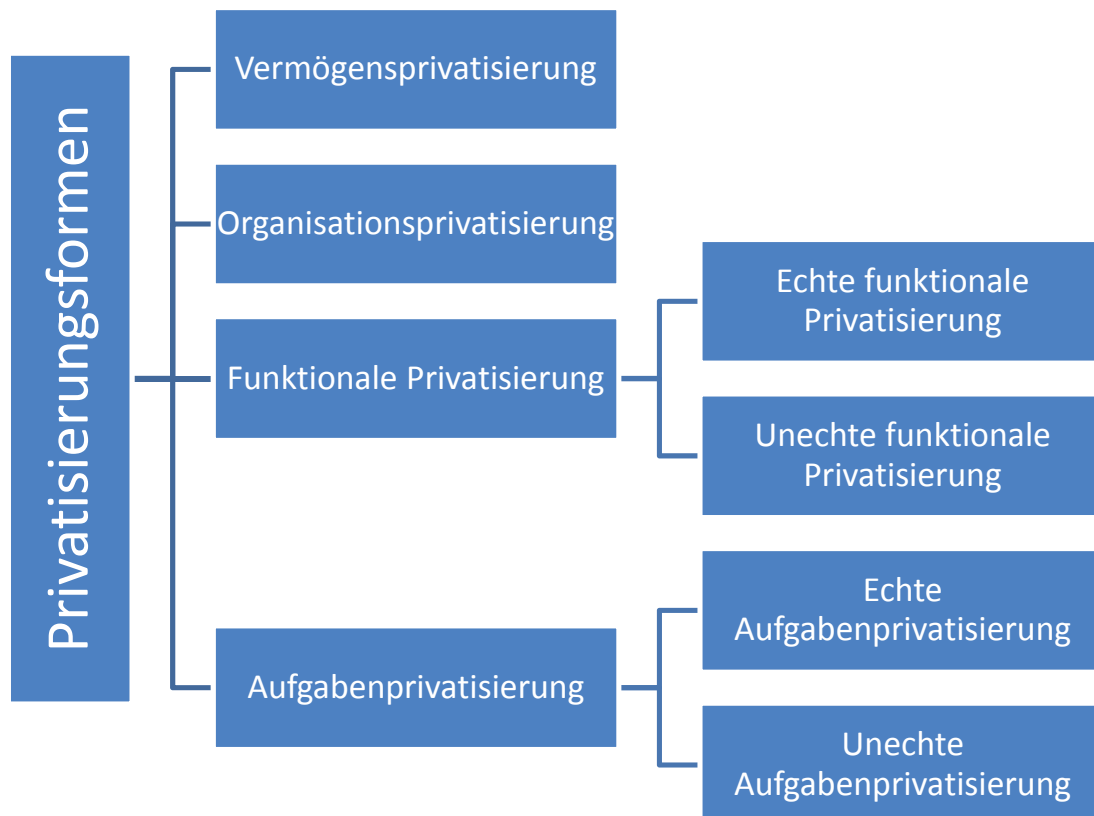 Privatisierungsformen
Vermögensprivatisierung
Organisationsprivatisierung
Funktionale Privatisierung
Echte funktionale
Privatisierung
Unechte funktionale
Privatisierung
Aufgabenprivatisierung
Echte
Aufgabenprivatisierung
Unechte
Aufgabenprivatisierung